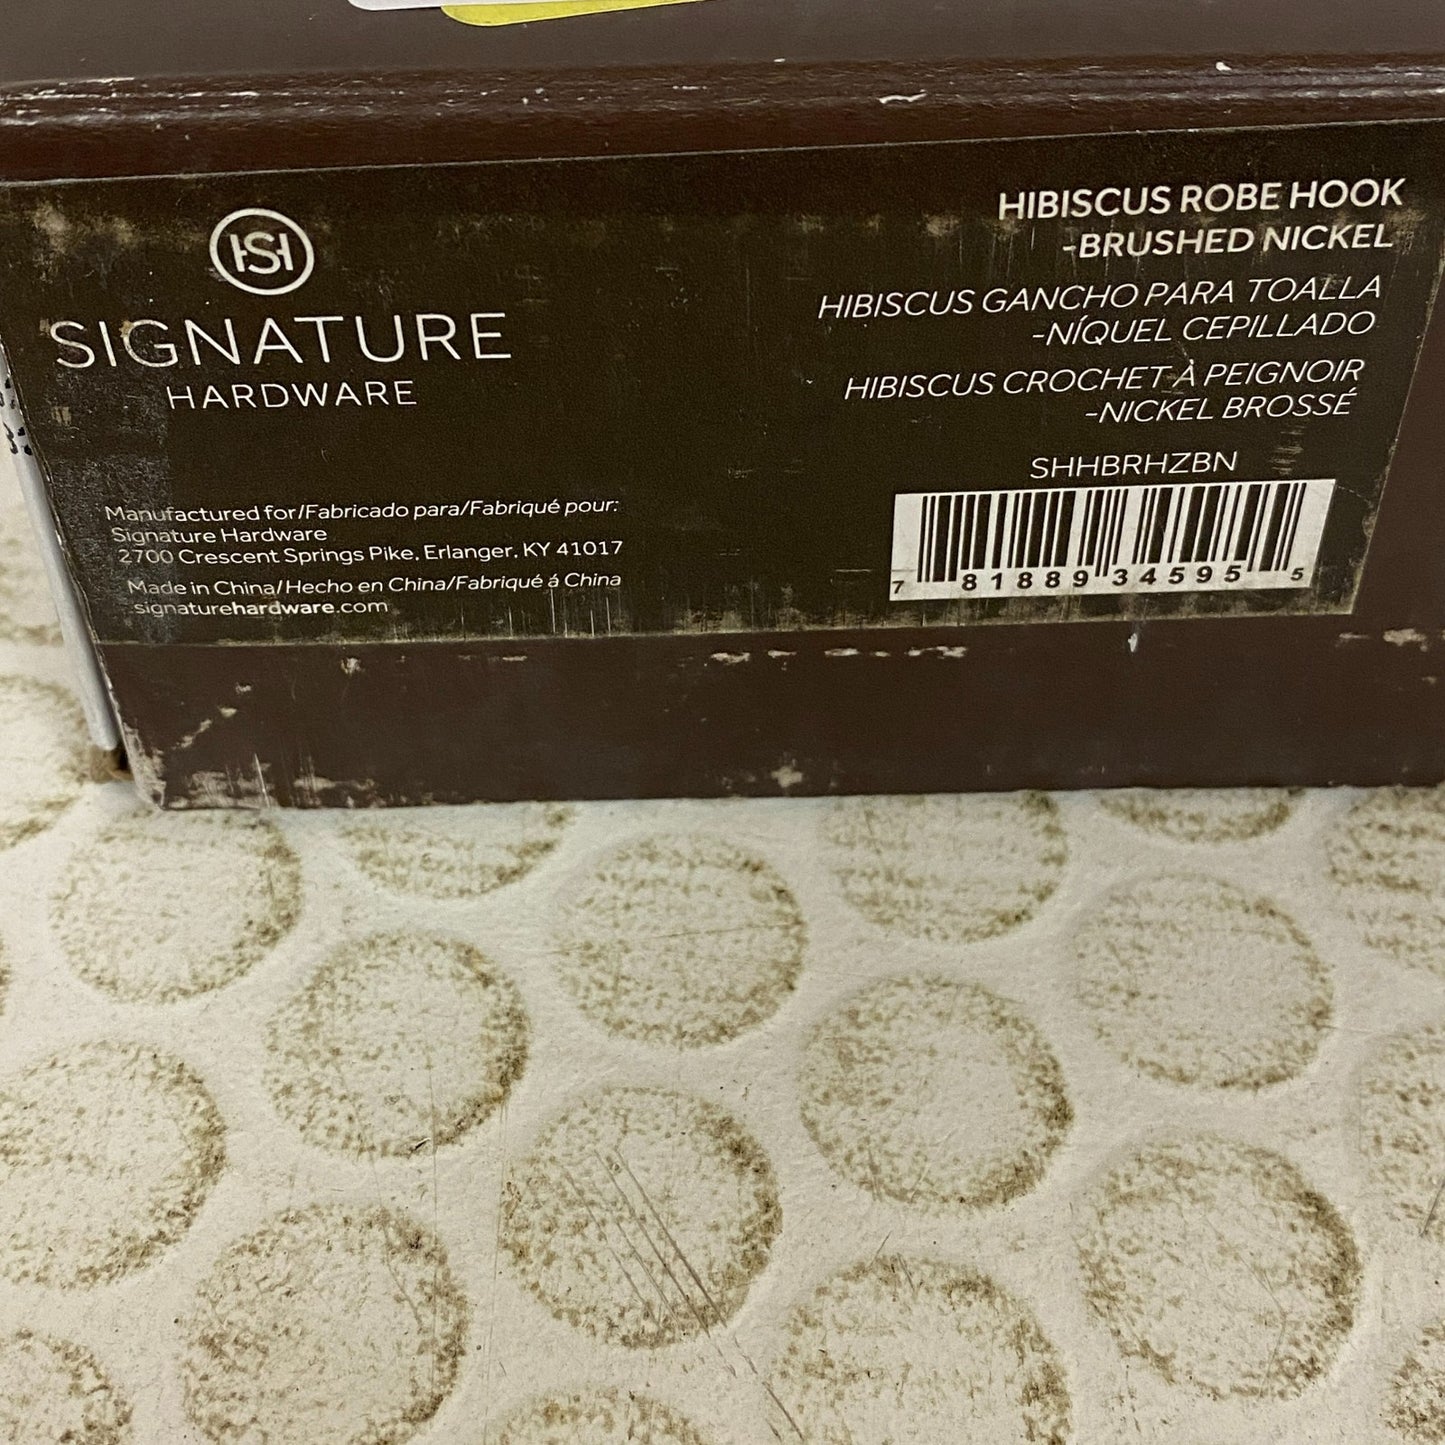 HSH
SIGNATURE
HARDWARE
Manufactured for/Fabricado para/Fabriqué pour:
Signature Hardware
2700 Crescent Springs Pike, Erlanger, KY 41017
Made in China/Hecho en China/Fabriqué á China
signaturehardware.com
HIBISCUS ROBE HOOK
-BRUSHED NICKEL
HIBISCUS GANCHO PARA TOALLA
-NÍQUEL CEPILLADO
HIBISCUS CROCHET À PEIGNOIR
-NICKEL BROSSÉ
SHHBRHZBN
7 81889 34595 5